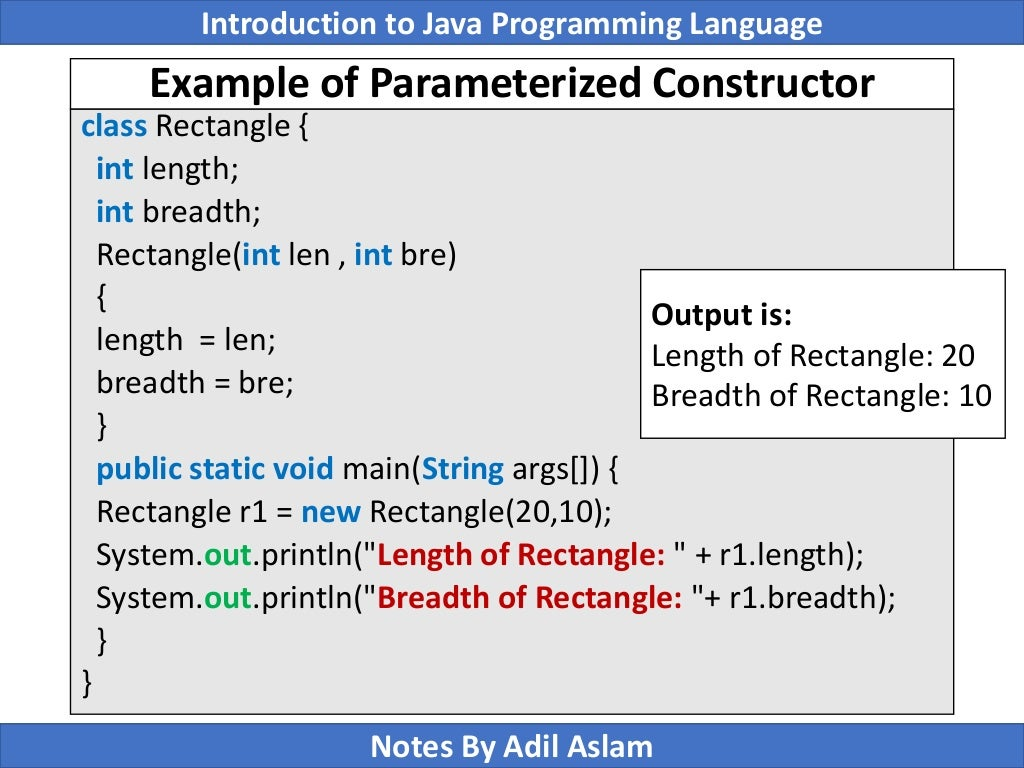 Introduction to Java Programming Language
Example of Parameterized Constructor
class Rectangle {
int length;
int breadth;
Rectangle(int len , int bre)
{
length  = len;
breadth = bre;
}
public static void main(String args[]) {
Rectangle r1 = new Rectangle(20,10);
System.out.println("Length of Rectangle: " + r1.length);
System.out.println("Breadth of Rectangle: "+ r1.breadth);
}
}
Output is:
Length of Rectangle: 20
Breadth of Rectangle: 10
Notes By Adil Aslam